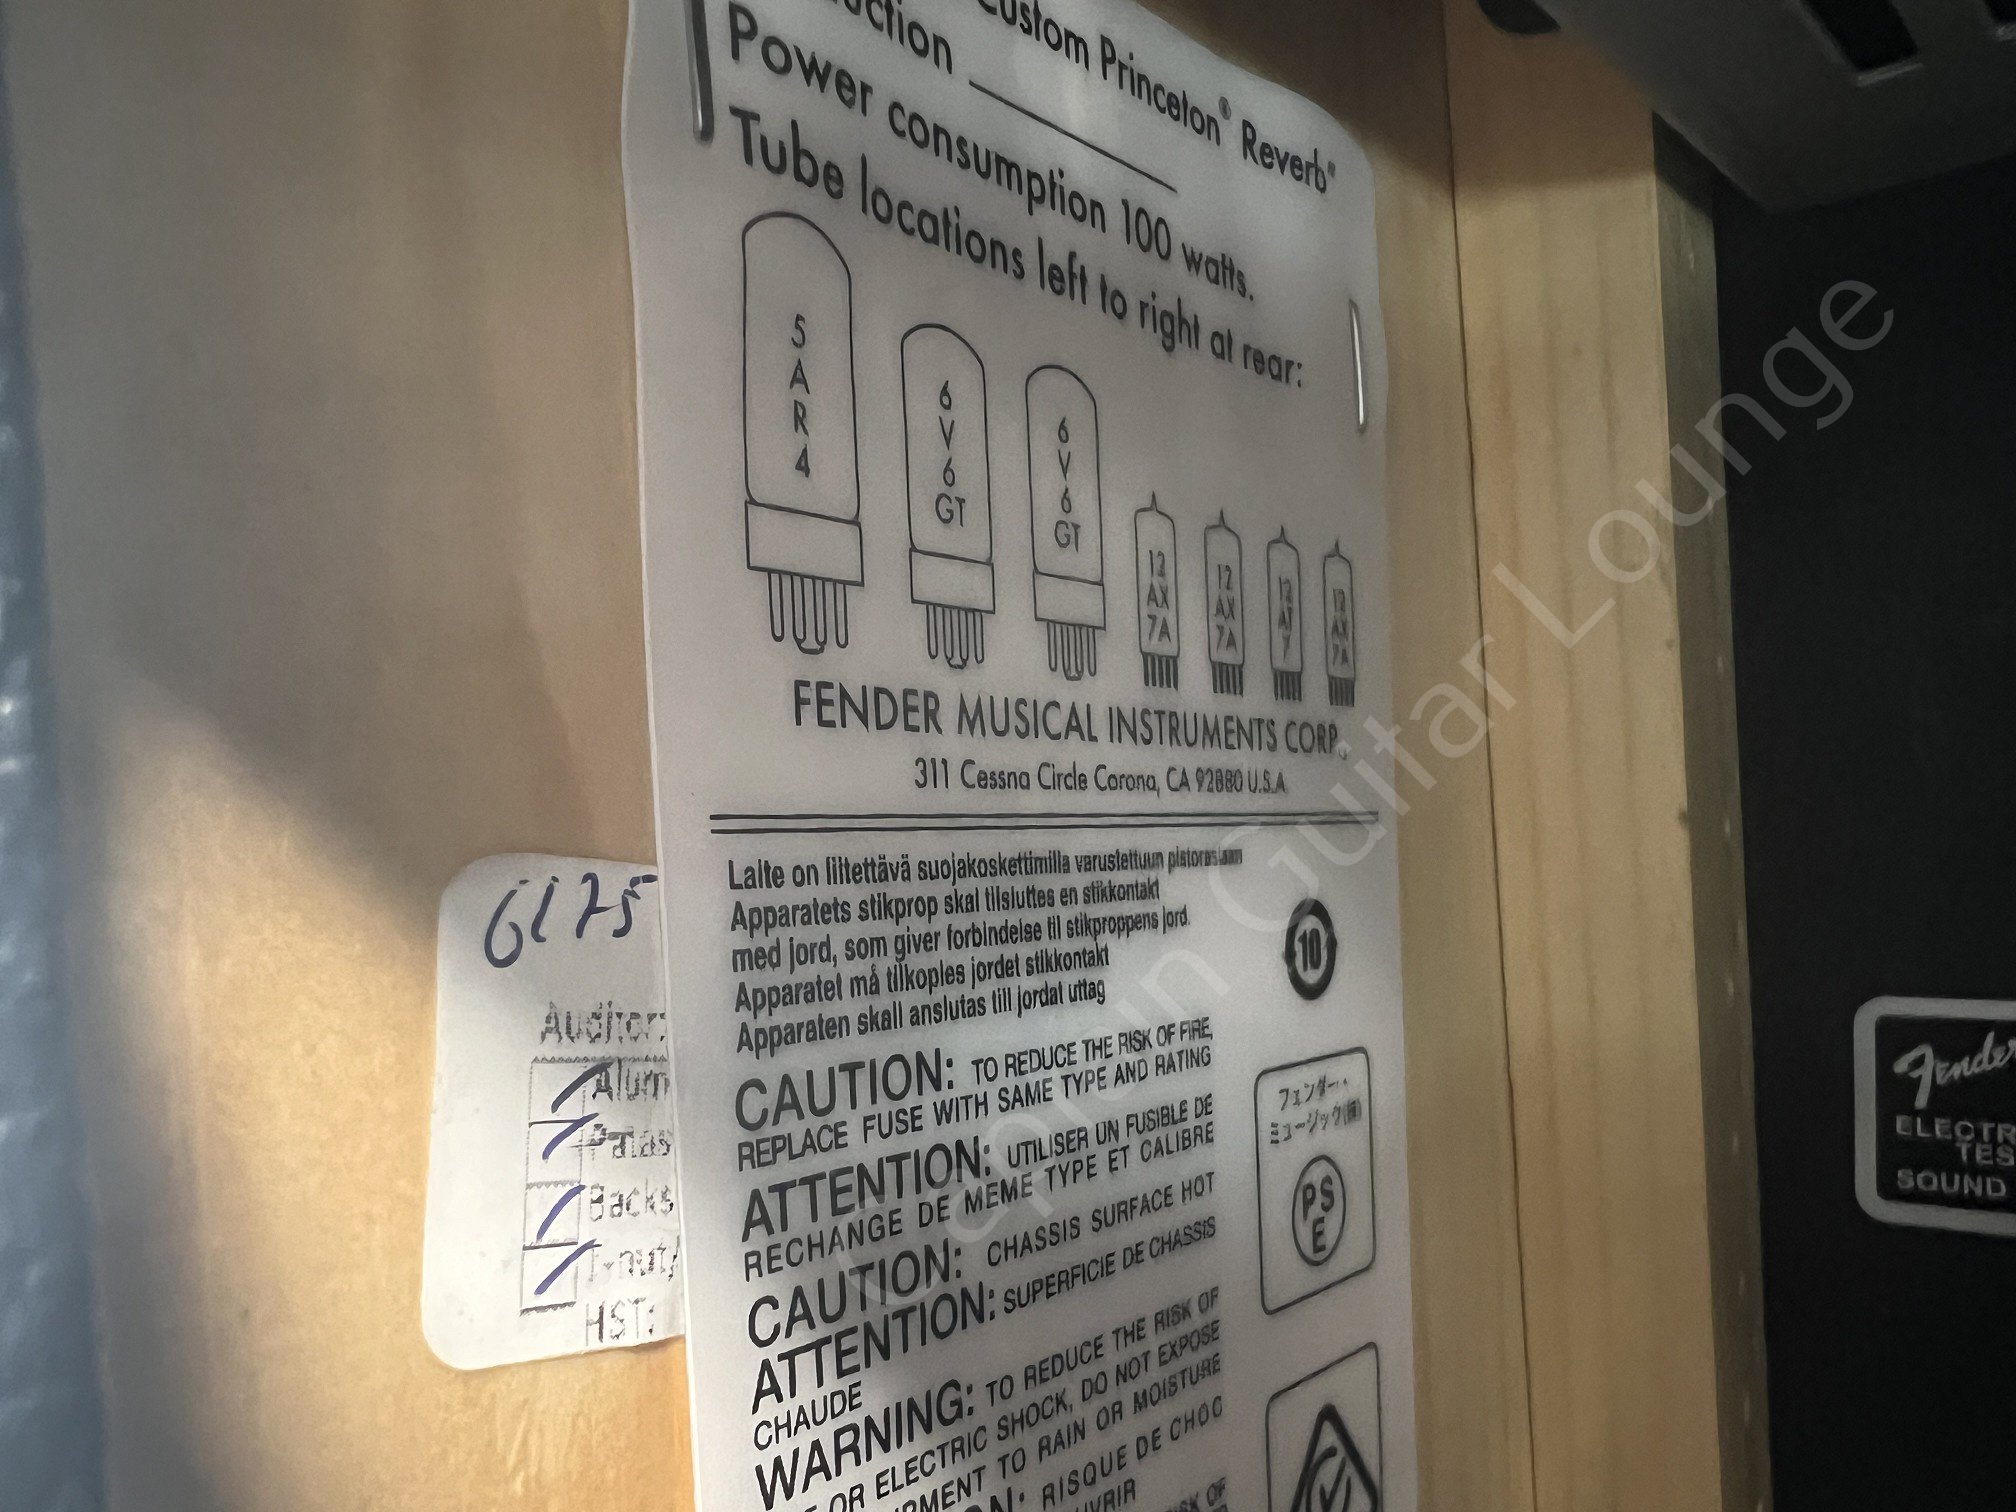 Custom Princeton® Reverb®
Power consumption 100 watts.
Tube locations left to right at rear:
5
A
R
4
6
V
6
GT
6
V
6
GT
12
AX
7A
12
AX
7A
12
AT
7
12
AX
7A
FENDER MUSICAL INSTRUMENTS CORP.
311 Cessna Circle Corona, CA 92880 U.S.A.
Laite on liitettävä suojakoskettimilla varustettuun pistorasiaan
Apparatets stikprop skal tilsluttes en stikkontakt
med jord, som giver forbindelse til stikproppens jord.
Apparatet må tilkoples jordet stikkontakt
Apparaten skall anslutas till jordat uttag
10
CAUTION: TO REDUCE THE RISK OF FIRE,
REPLACE FUSE WITH SAME TYPE AND RATING
ATTENTION: UTILISER UN FUSIBLE DE
RECHANGE DE MEME TYPE ET CALIBRE
CAUTION: CHASSIS SURFACE HOT
ATTENTION: SUPERFICIE DE CHASSIS
CHAUDE
WARNING: TO REDUCE THE RISK OF
OR ELECTRIC SHOCK, DO NOT EXPOSE
TO RAIN OR MOISTURE
RISQUE DE CHOC
フェンダー・
ミュージック(株)
PS
E
Auditor:
Backs
HST:
Fender
SOUND
Guitar Lounge